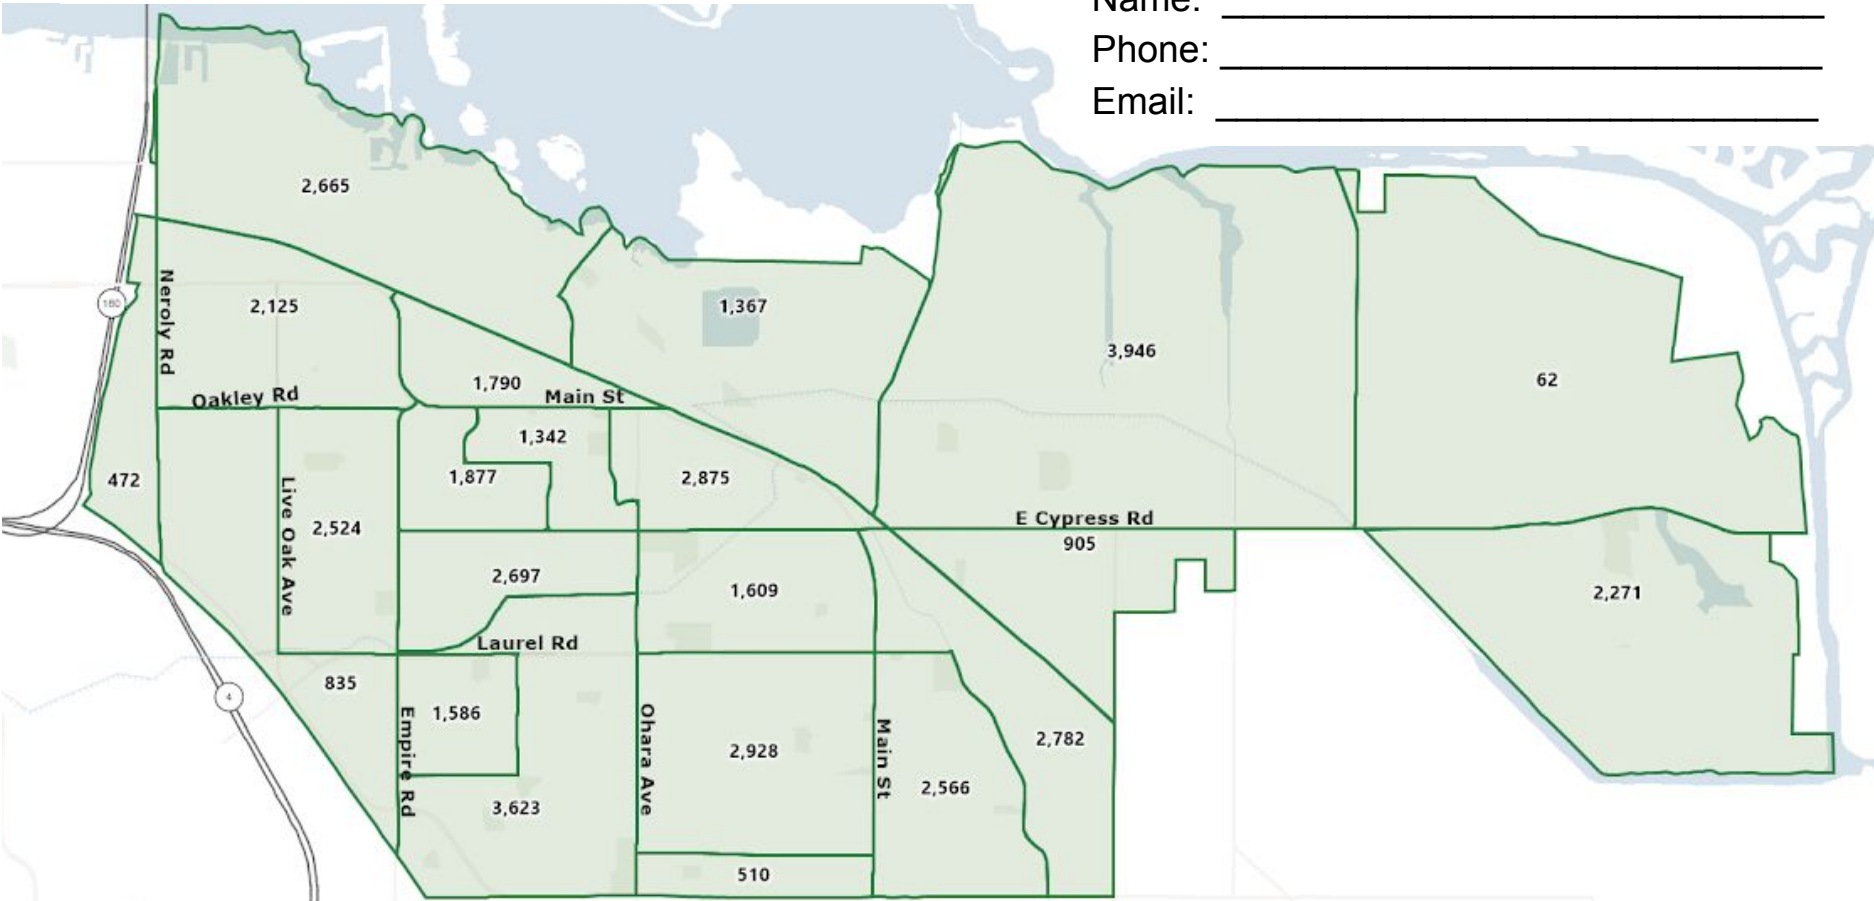 Name: ______________________________
Phone: ______________________________
Email: ______________________________
2,665
Neroly Rd
160
2,125
1,367
3,946
62
1,790
Oakley Rd
Main St
1,342
472
1,877
2,875
Live Oak Ave
2,524
E Cypress Rd
905
2,697
1,609
2,271
Laurel Rd
835
4
1,586
Empire Rd
Ohara Ave
2,928
Main St
2,782
2,566
3,623
510